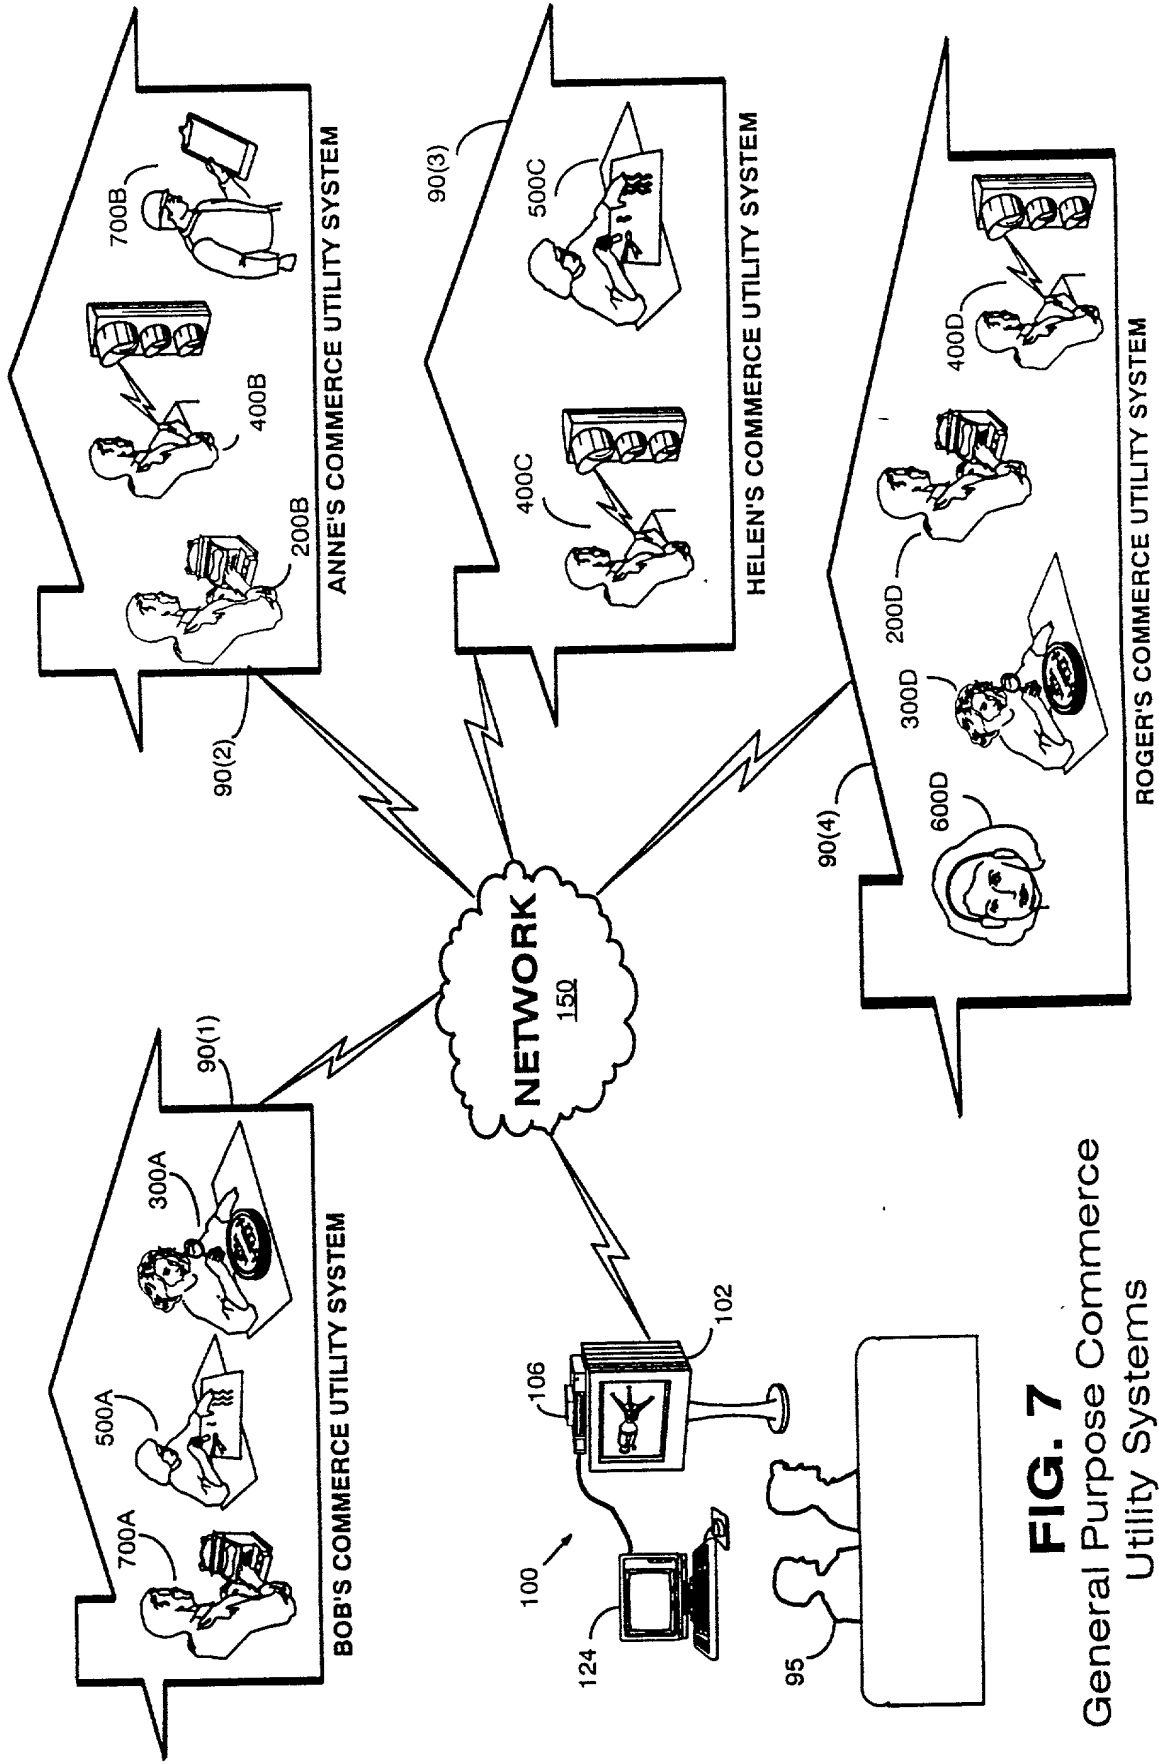 BOB'S COMMERCE UTILITY SYSTEM
700A
500A
300A
90(1)
ANNE'S COMMERCE UTILITY SYSTEM
200B
400B
700B
90(2)
HELEN'S COMMERCE UTILITY SYSTEM
400C
500C
90(3)
NETWORK
150
ROGER'S COMMERCE UTILITY SYSTEM
600D
300D
200D
400D
90(4)
100
106
102
124
95
FIG. 7
General Purpose Commerce
Utility Systems